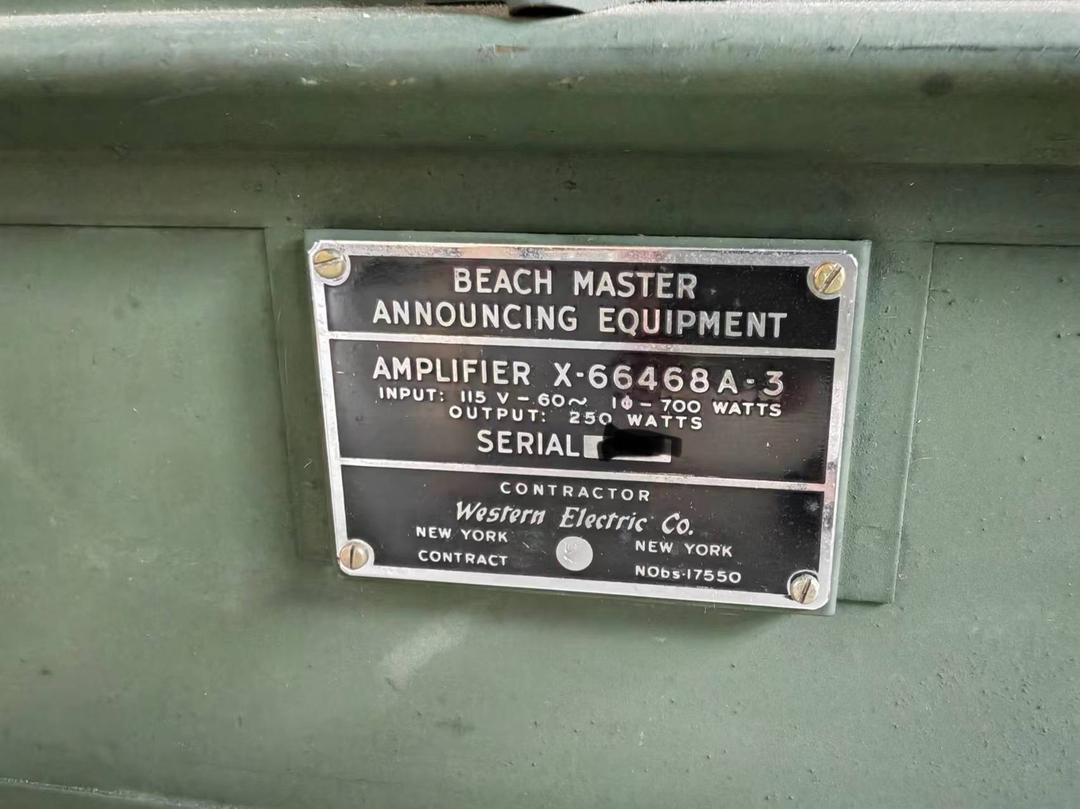 BEACH MASTER
ANNOUNCING EQUIPMENT
AMPLIFIER X-66468A-3
INPUT: 115 V-60~ 1ϕ-700 WATTS
OUTPUT: 250 WATTS
SERIAL
CONTRACTOR
Western Electric Co.
NEW YORK NEW YORK
CONTRACT NObs-17550